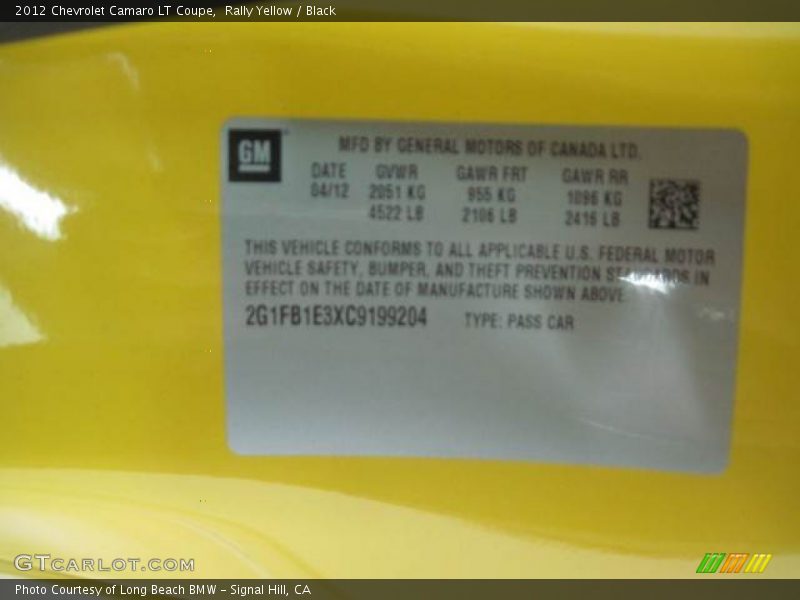 2012 Chevrolet Camaro LT Coupe, Rally Yellow / Black
GM
MFD BY GENERAL MOTORS OF CANADA LTD.
DATE GVWR GAWR FRT GAWR RR
04/12 2051 KG 955 KG 1096 KG
4522 LB 2106 LB 2416 LB
THIS VEHICLE CONFORMS TO ALL APPLICABLE U.S. FEDERAL MOTOR
VEHICLE SAFETY, BUMPER, AND THEFT PREVENTION STANDARDS IN
EFFECT ON THE DATE OF MANUFACTURE SHOWN ABOVE.
2G1FB1E3XC9199204 TYPE: PASS CAR
GTCARLOT.COM
Photo Courtesy of Long Beach BMW - Signal Hill, CA